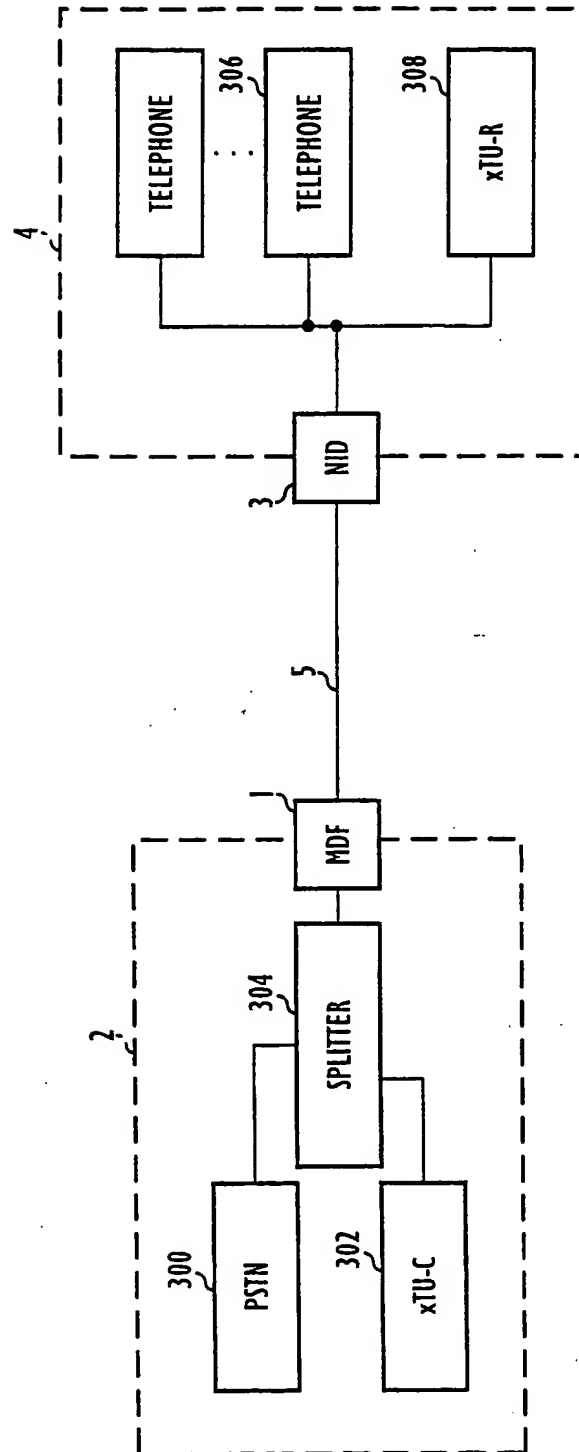 2
300
PSTN
302
xTU-C
304
SPLITTER
1
MDF
5
3
NID
4
TELEPHONE
306
TELEPHONE
308
xTU-R